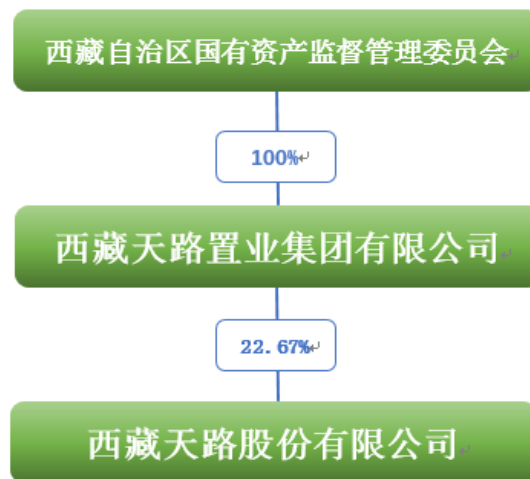 西藏自治区国有资产监督管理委员会
100%
西藏天路置业集团有限公司
22.67%
西藏天路股份有限公司